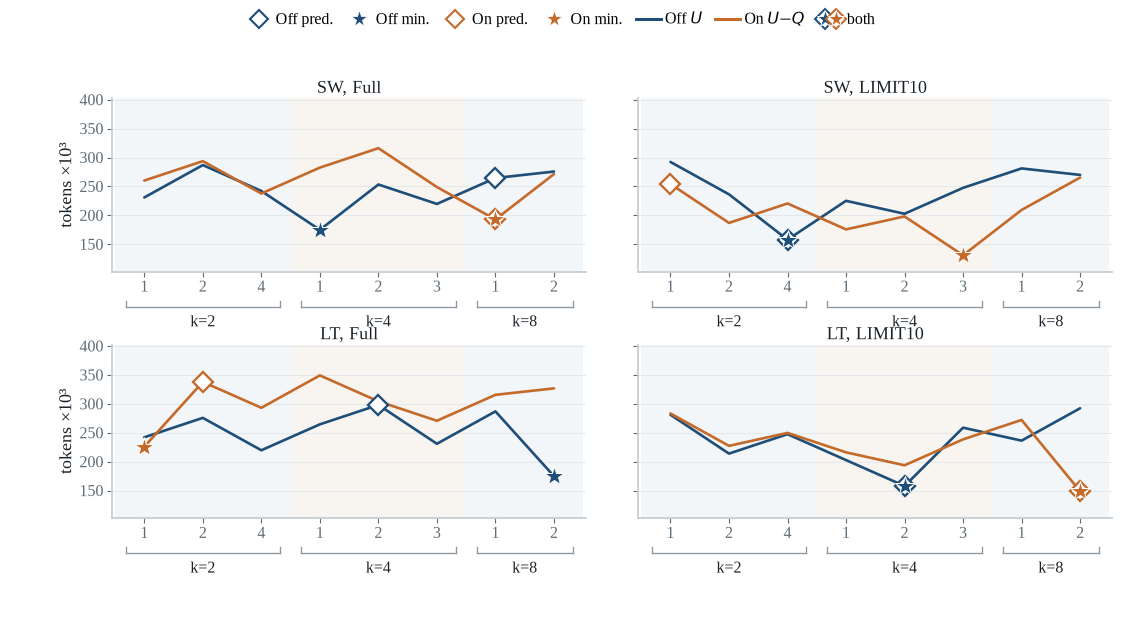 Off pred. Off min. On pred. On min. Off U On U−Q both
SW, Full
SW, LIMIT10
tokens ×10³
400
350
300
250
200
150
1 2 4 1 2 3 1 2
k=2 k=4 k=8
1 2 4 1 2 3 1 2
k=2 k=4 k=8
LT, Full
LT, LIMIT10
tokens ×10³
400
350
300
250
200
150
1 2 4 1 2 3 1 2
k=2 k=4 k=8
1 2 4 1 2 3 1 2
k=2 k=4 k=8